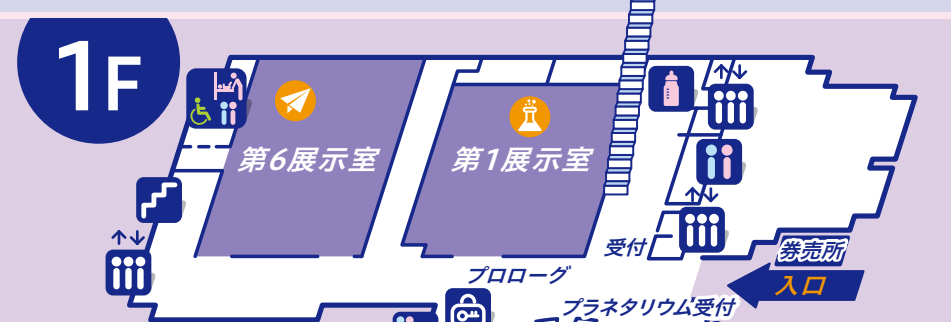 1F
第6展示室
第1展示室
受付
券売所
プロローグ
入口
プラネタリウム受付